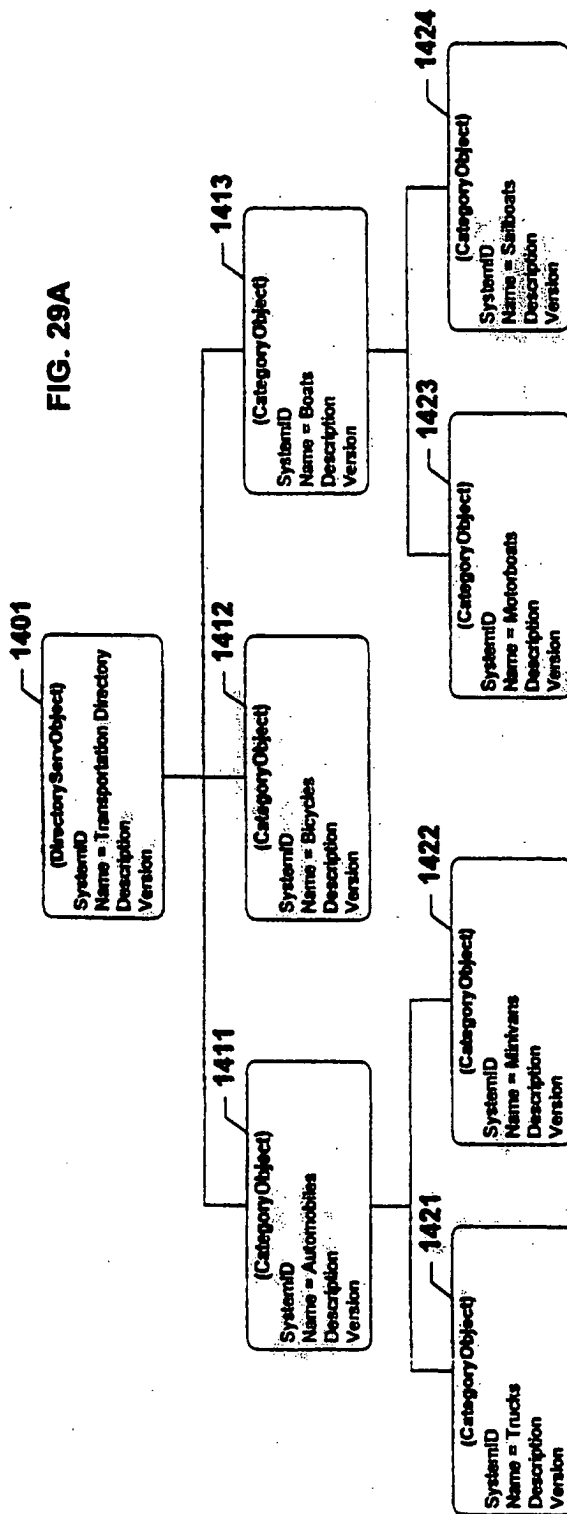 FIG. 29A
1401
(DirectoryServObject)
SystemID
Name = Transportation Directory
Description
Version
1411
(CategoryObject)
SystemID
Name = Automobiles
Description
Version
1412
(CategoryObject)
SystemID
Name = Bicycles
Description
Version
1413
(CategoryObject)
SystemID
Name = Boats
Description
Version
1421
(CategoryObject)
SystemID
Name = Trucks
Description
Version
1422
(CategoryObject)
SystemID
Name = Minivans
Description
Version
1423
(CategoryObject)
SystemID
Name = Motorboats
Description
Version
1424
(CategoryObject)
SystemID
Name = Sailboats
Description
Version